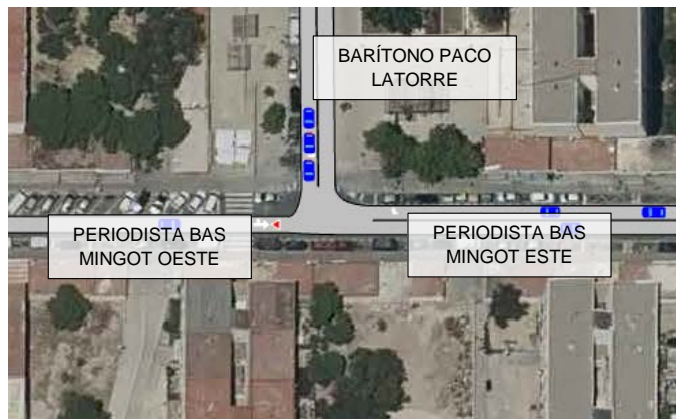 BARÍTONO PACO
LATORRE
PERIODISTA BAS
MINGOT OESTE
PERIODISTA BAS
MINGOT ESTE